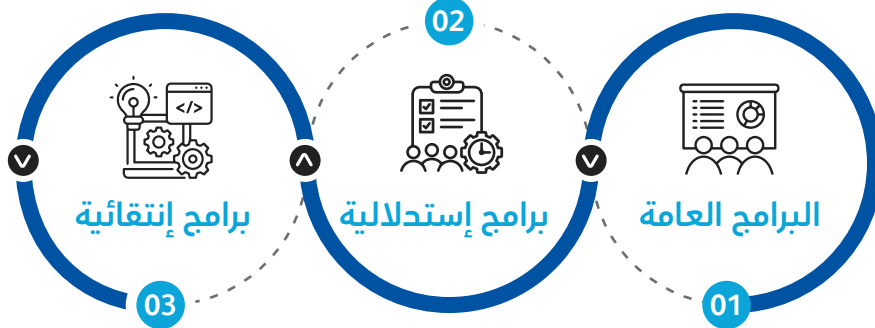 01
البرامج العامة
02
برامج إستدلالية
03
برامج إنتقائية
</>